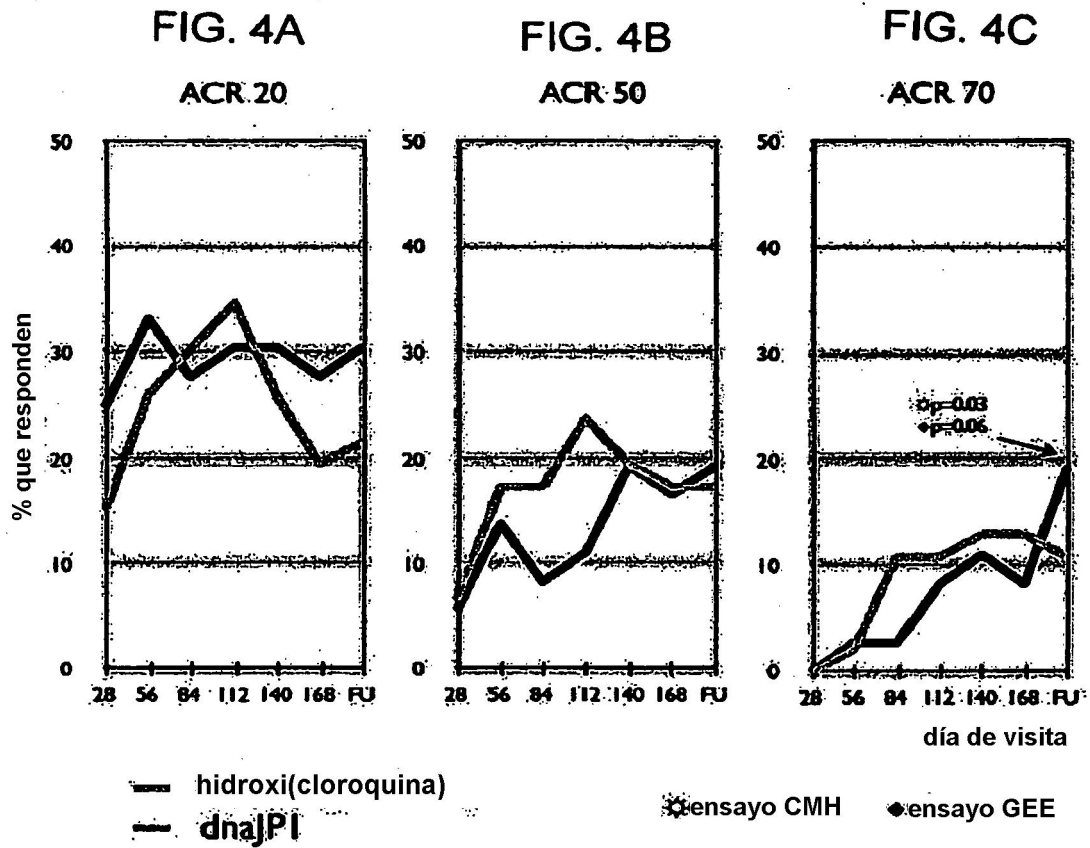 FIG. 4A
FIG. 4B
FIG. 4C
ACR 20
ACR 50
ACR 70
% que responden
50
40
30
20
10
0
28 56 84 112 140 168 FU
50
40
30
20
10
0
28 56 84 112 140 168 FU
50
40
30
20
10
0
p=0.03
p=0.06
28 56 84 112 140 168 FU
día de visita
hidroxi(cloroquina)
dnaJP1
ensayo CMH
ensayo GEE